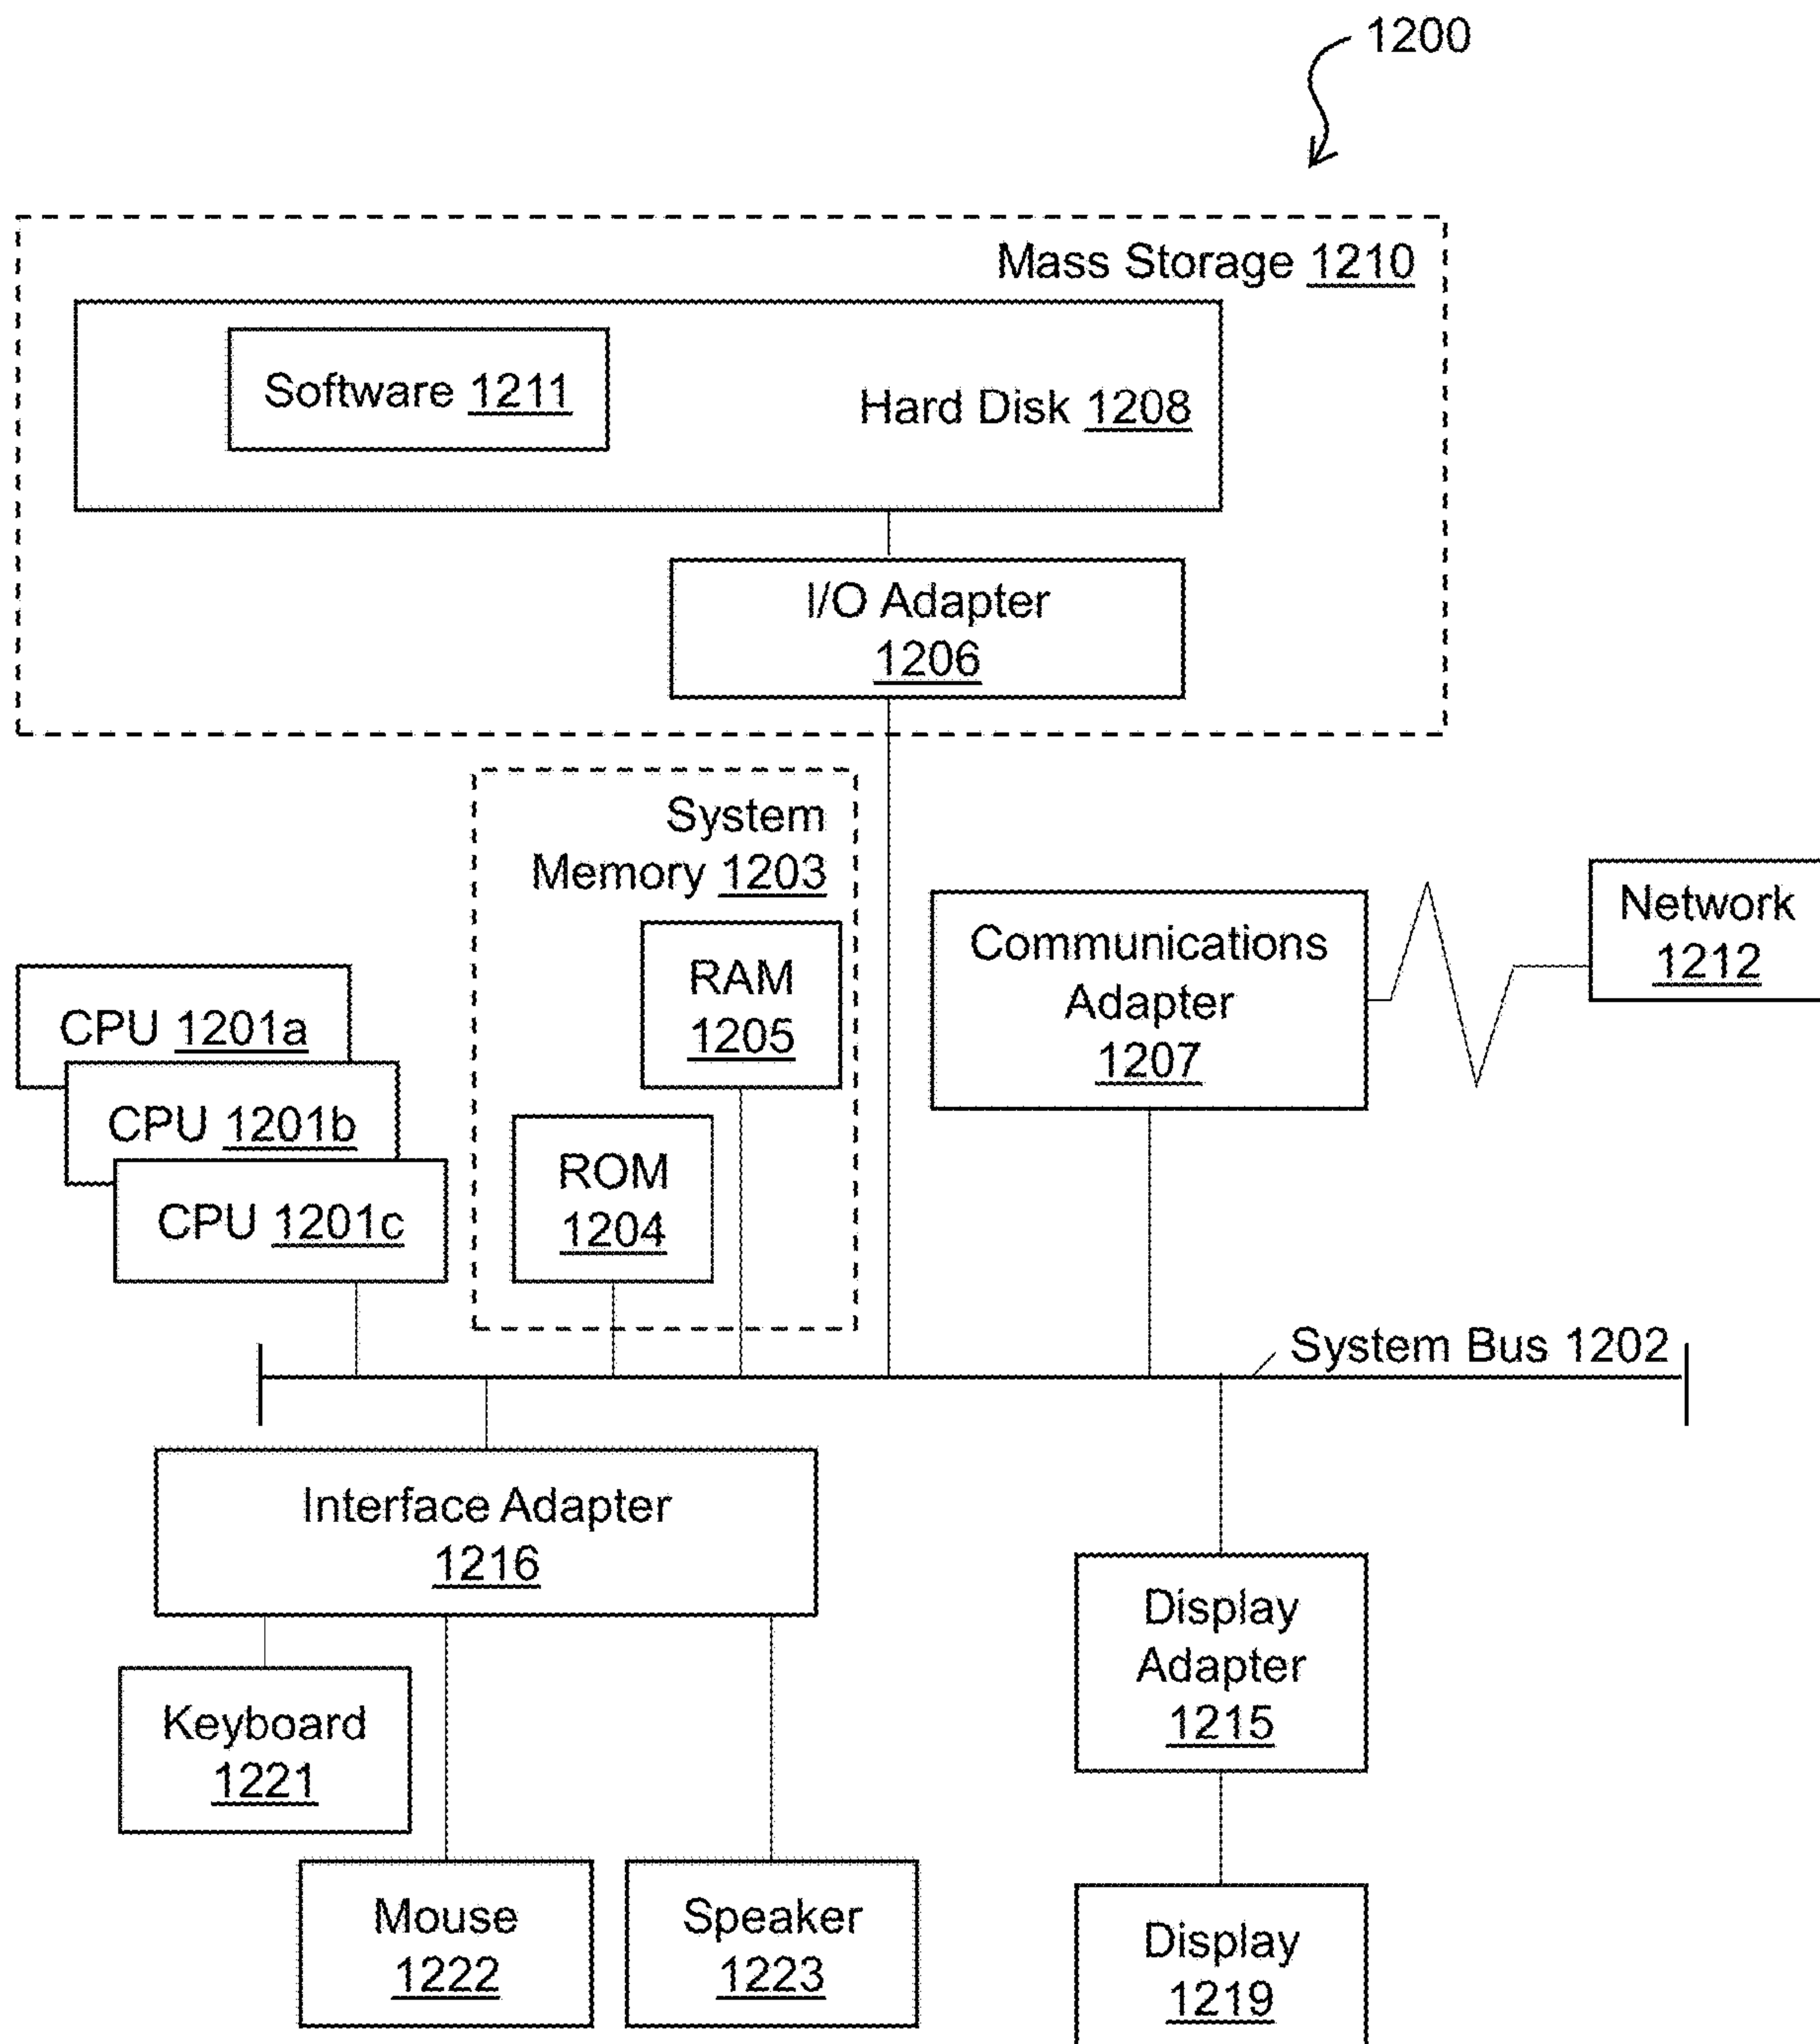 1200
Mass Storage 1210
Software 1211
Hard Disk 1208
I/O Adapter
1206
System
Memory 1203
RAM
1205
ROM
1204
Communications
Adapter
1207
Network
1212
CPU 1201a
CPU 1201b
CPU 1201c
System Bus 1202
Interface Adapter
1216
Keyboard
1221
Mouse
1222
Speaker
1223
Display
Adapter
1215
Display
1219